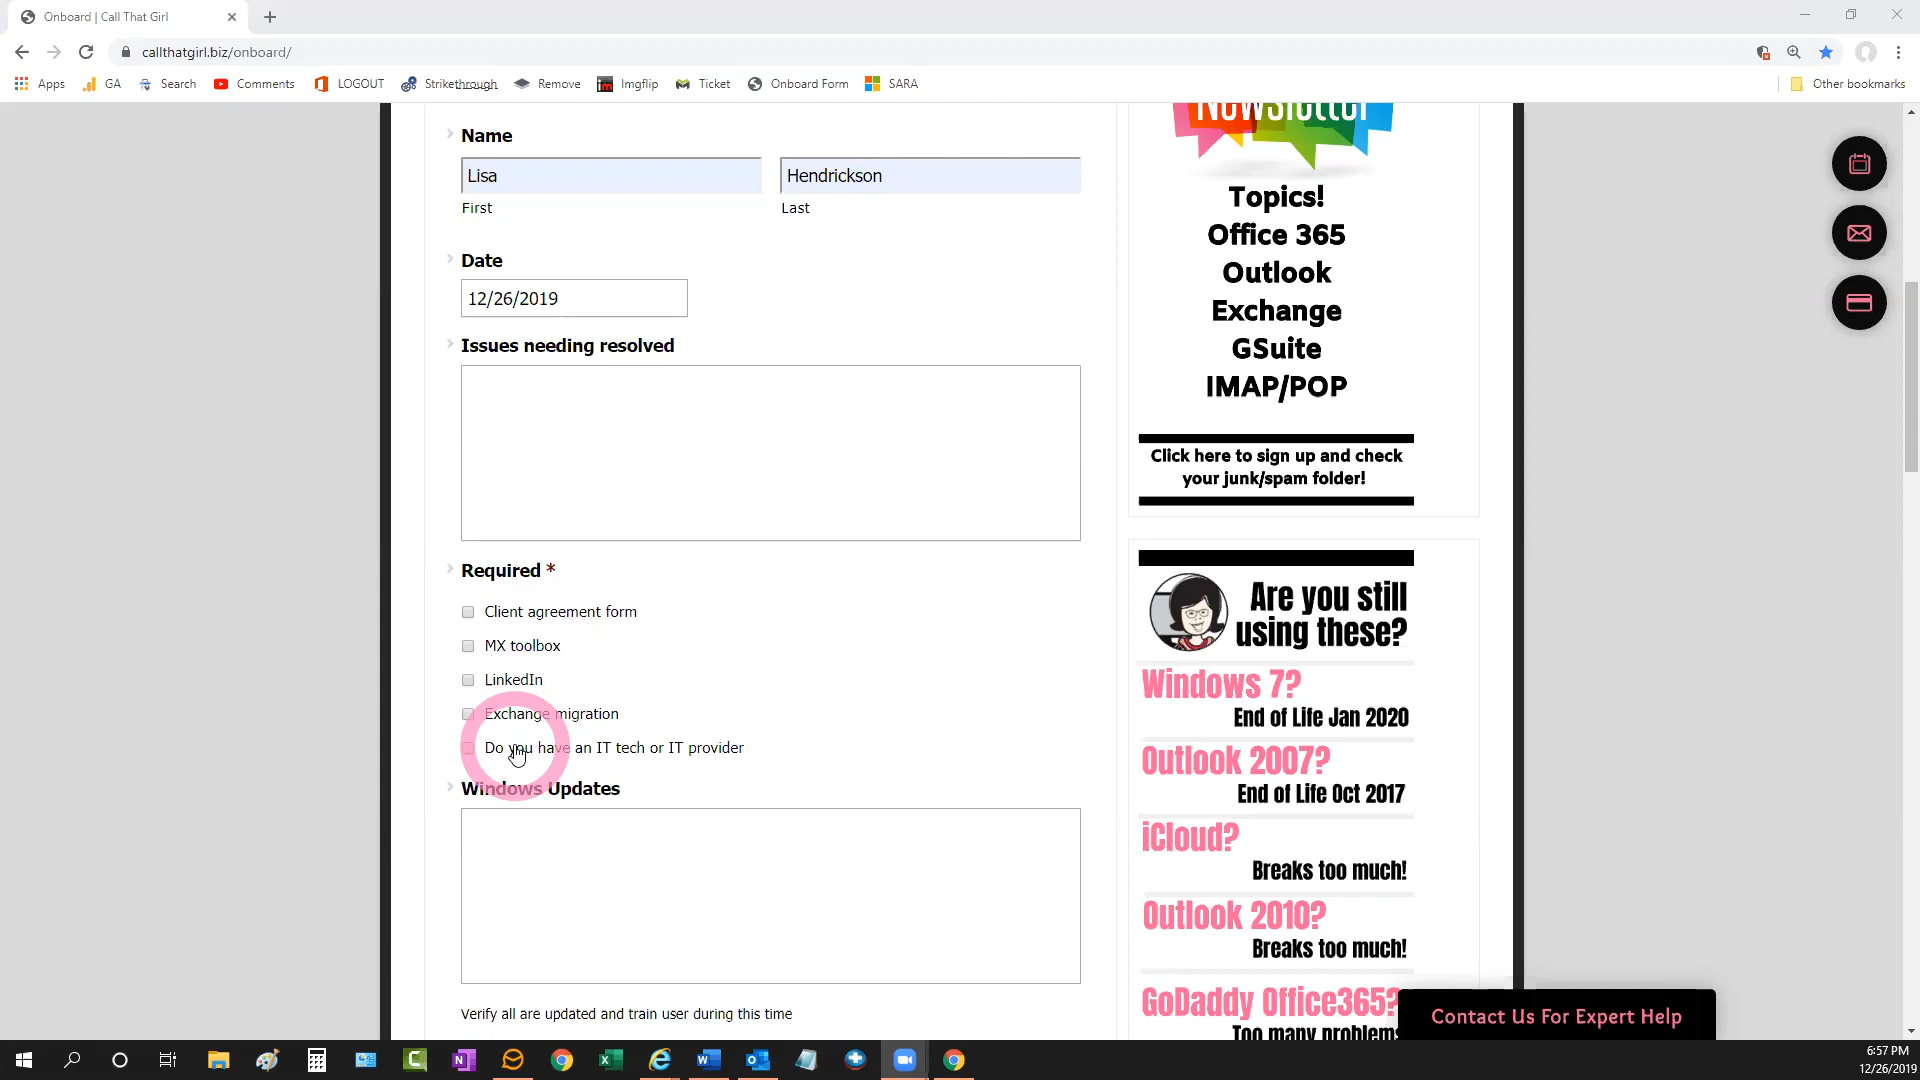 Onboard | Call That Girl
callthatgirl.biz/onboard/
Apps
GA
Search
Comments
LOGOUT
Strikethrough
Remove
Imgflip
Ticket
Onboard Form
SARA
Other bookmarks
Name
Lisa
Hendrickson
First
Last
Date
12/26/2019
Issues needing resolved
Required *
Client agreement form
MX toolbox
LinkedIn
Exchange migration
Do you have an IT tech or IT provider
Windows Updates
Verify all are updated and train user during this time
Newsletter
Topics!
Office 365
Outlook
Exchange
GSuite
IMAP/POP
Click here to sign up and check
your junk/spam folder!
Are you still
using these?
Windows 7?
End of Life Jan 2020
Outlook 2007?
End of Life Oct 2017
iCloud?
Breaks too much!
Outlook 2010?
Breaks too much!
GoDaddy Office365?
Too many problems
Contact Us For Expert Help
6:57 PM
12/26/2019